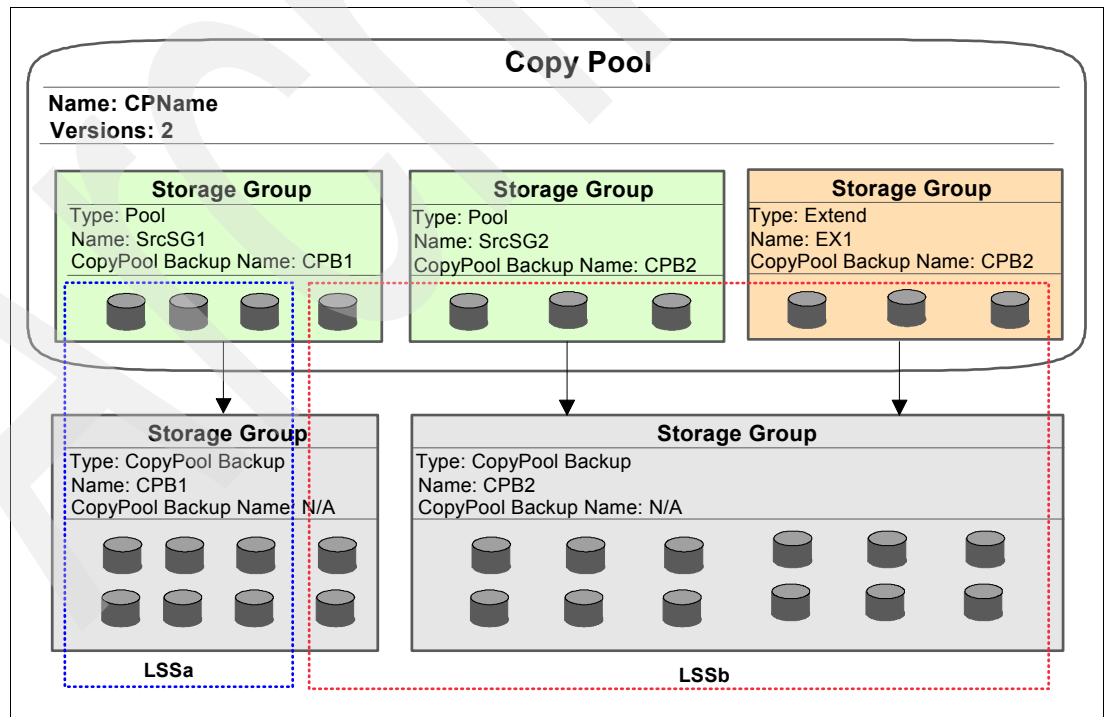 Copy Pool
Name: CPName
Versions: 2
Storage Group
Type: Pool
Name: SrcSG1
CopyPool Backup Name: CPB1
Storage Group
Type: Pool
Name: SrcSG2
CopyPool Backup Name: CPB2
Storage Group
Type: Extend
Name: EX1
CopyPool Backup Name: CPB2
Storage Group
Type: CopyPool Backup
Name: CPB1
CopyPool Backup Name: N/A
Storage Group
Type: CopyPool Backup
Name: CPB2
CopyPool Backup Name: N/A
LSSa
LSSb